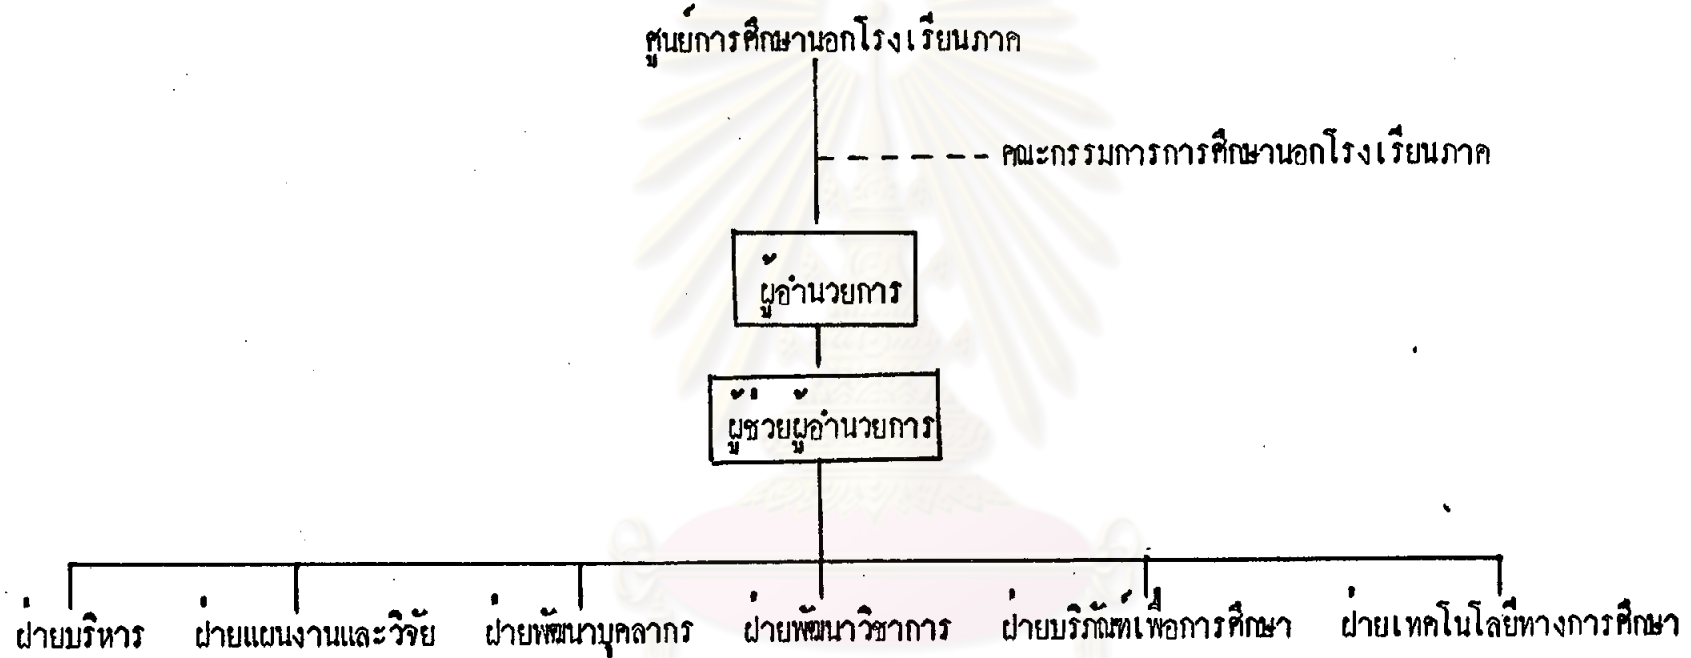 ศูนย์การศึกษานอกโรงเรียนภาค
คณะกรรมการการศึกษานอกโรงเรียนภาค
ผู้อำนวยการ
ผู้ช่วยผู้อำนวยการ
ฝ่ายบริหาร ฝ่ายแผนงานและวิจัย ฝ่ายพัฒนาบุคลากร ฝ่ายพัฒนาวิชาการ ฝ่ายบริภัณฑ์เพื่อการศึกษา ฝ่ายเทคโนโลยีทางการศึกษา